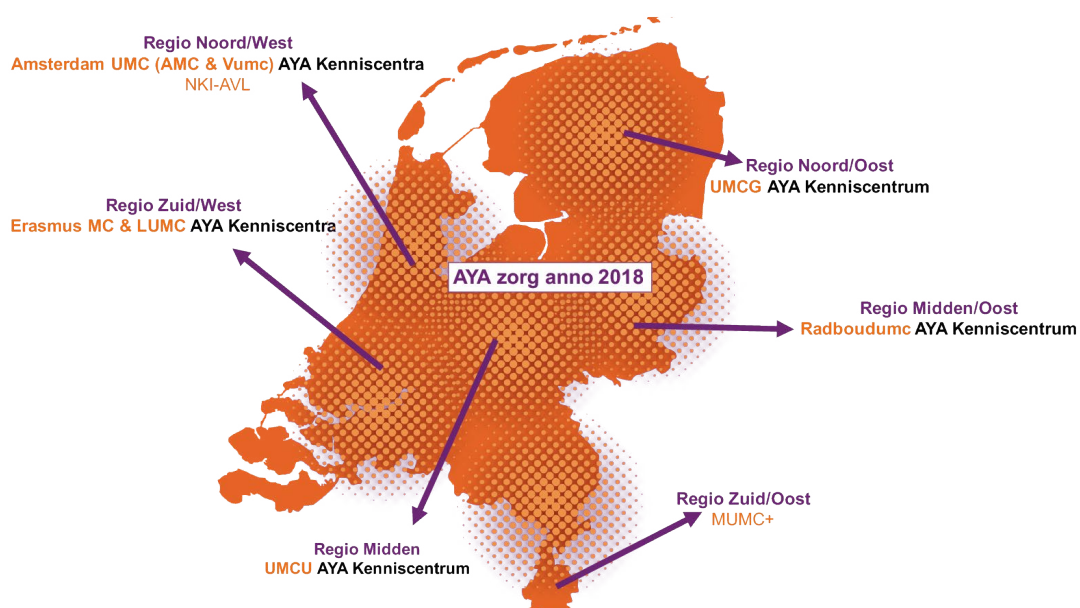 Regio Noord/West
Amsterdam UMC (AMC & Vumc) AYA Kenniscentra
NKI-AVL
Regio Noord/Oost
UMCG AYA Kenniscentrum
Regio Zuid/West
Erasmus MC & LUMC AYA Kenniscentra
AYA zorg anno 2018
Regio Midden/Oost
Radboudumc AYA Kenniscentrum
Regio Zuid/Oost
MUMC+
Regio Midden
UMCU AYA Kenniscentrum